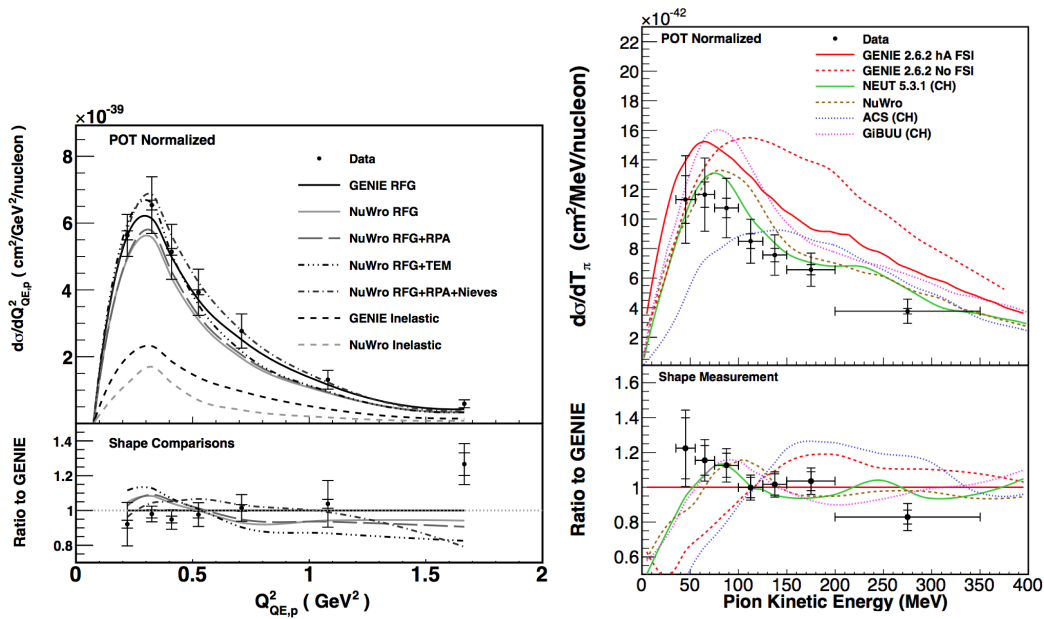 ×10⁻³⁹
POT Normalized
dσ/dQ²QE,p (cm²/GeV²/nucleon)
8
6
4
2
Data
GENIE RFG
NuWro RFG
NuWro RFG+RPA
NuWro RFG+TEM
NuWro RFG+RPA+Nieves
GENIE Inelastic
NuWro Inelastic
Shape Comparisons
Ratio to GENIE
1.4
1.2
1.0
0.8
0 0.5 1 1.5 2
Q²QE,p ( GeV² )
×10⁻⁴²
POT Normalized
dσ/dTπ (cm²/MeV/nucleon)
22
20
18
16
14
12
10
8
6
4
2
Data
GENIE 2.6.2 hA FSI
GENIE 2.6.2 No FSI
NEUT 5.3.1 (CH)
NuWro
ACS (CH)
GiBUU (CH)
Shape Measurement
Ratio to GENIE
1.6
1.4
1.2
1.0
0.8
0.6
0 50 100 150 200 250 300 350 400
Pion Kinetic Energy (MeV)